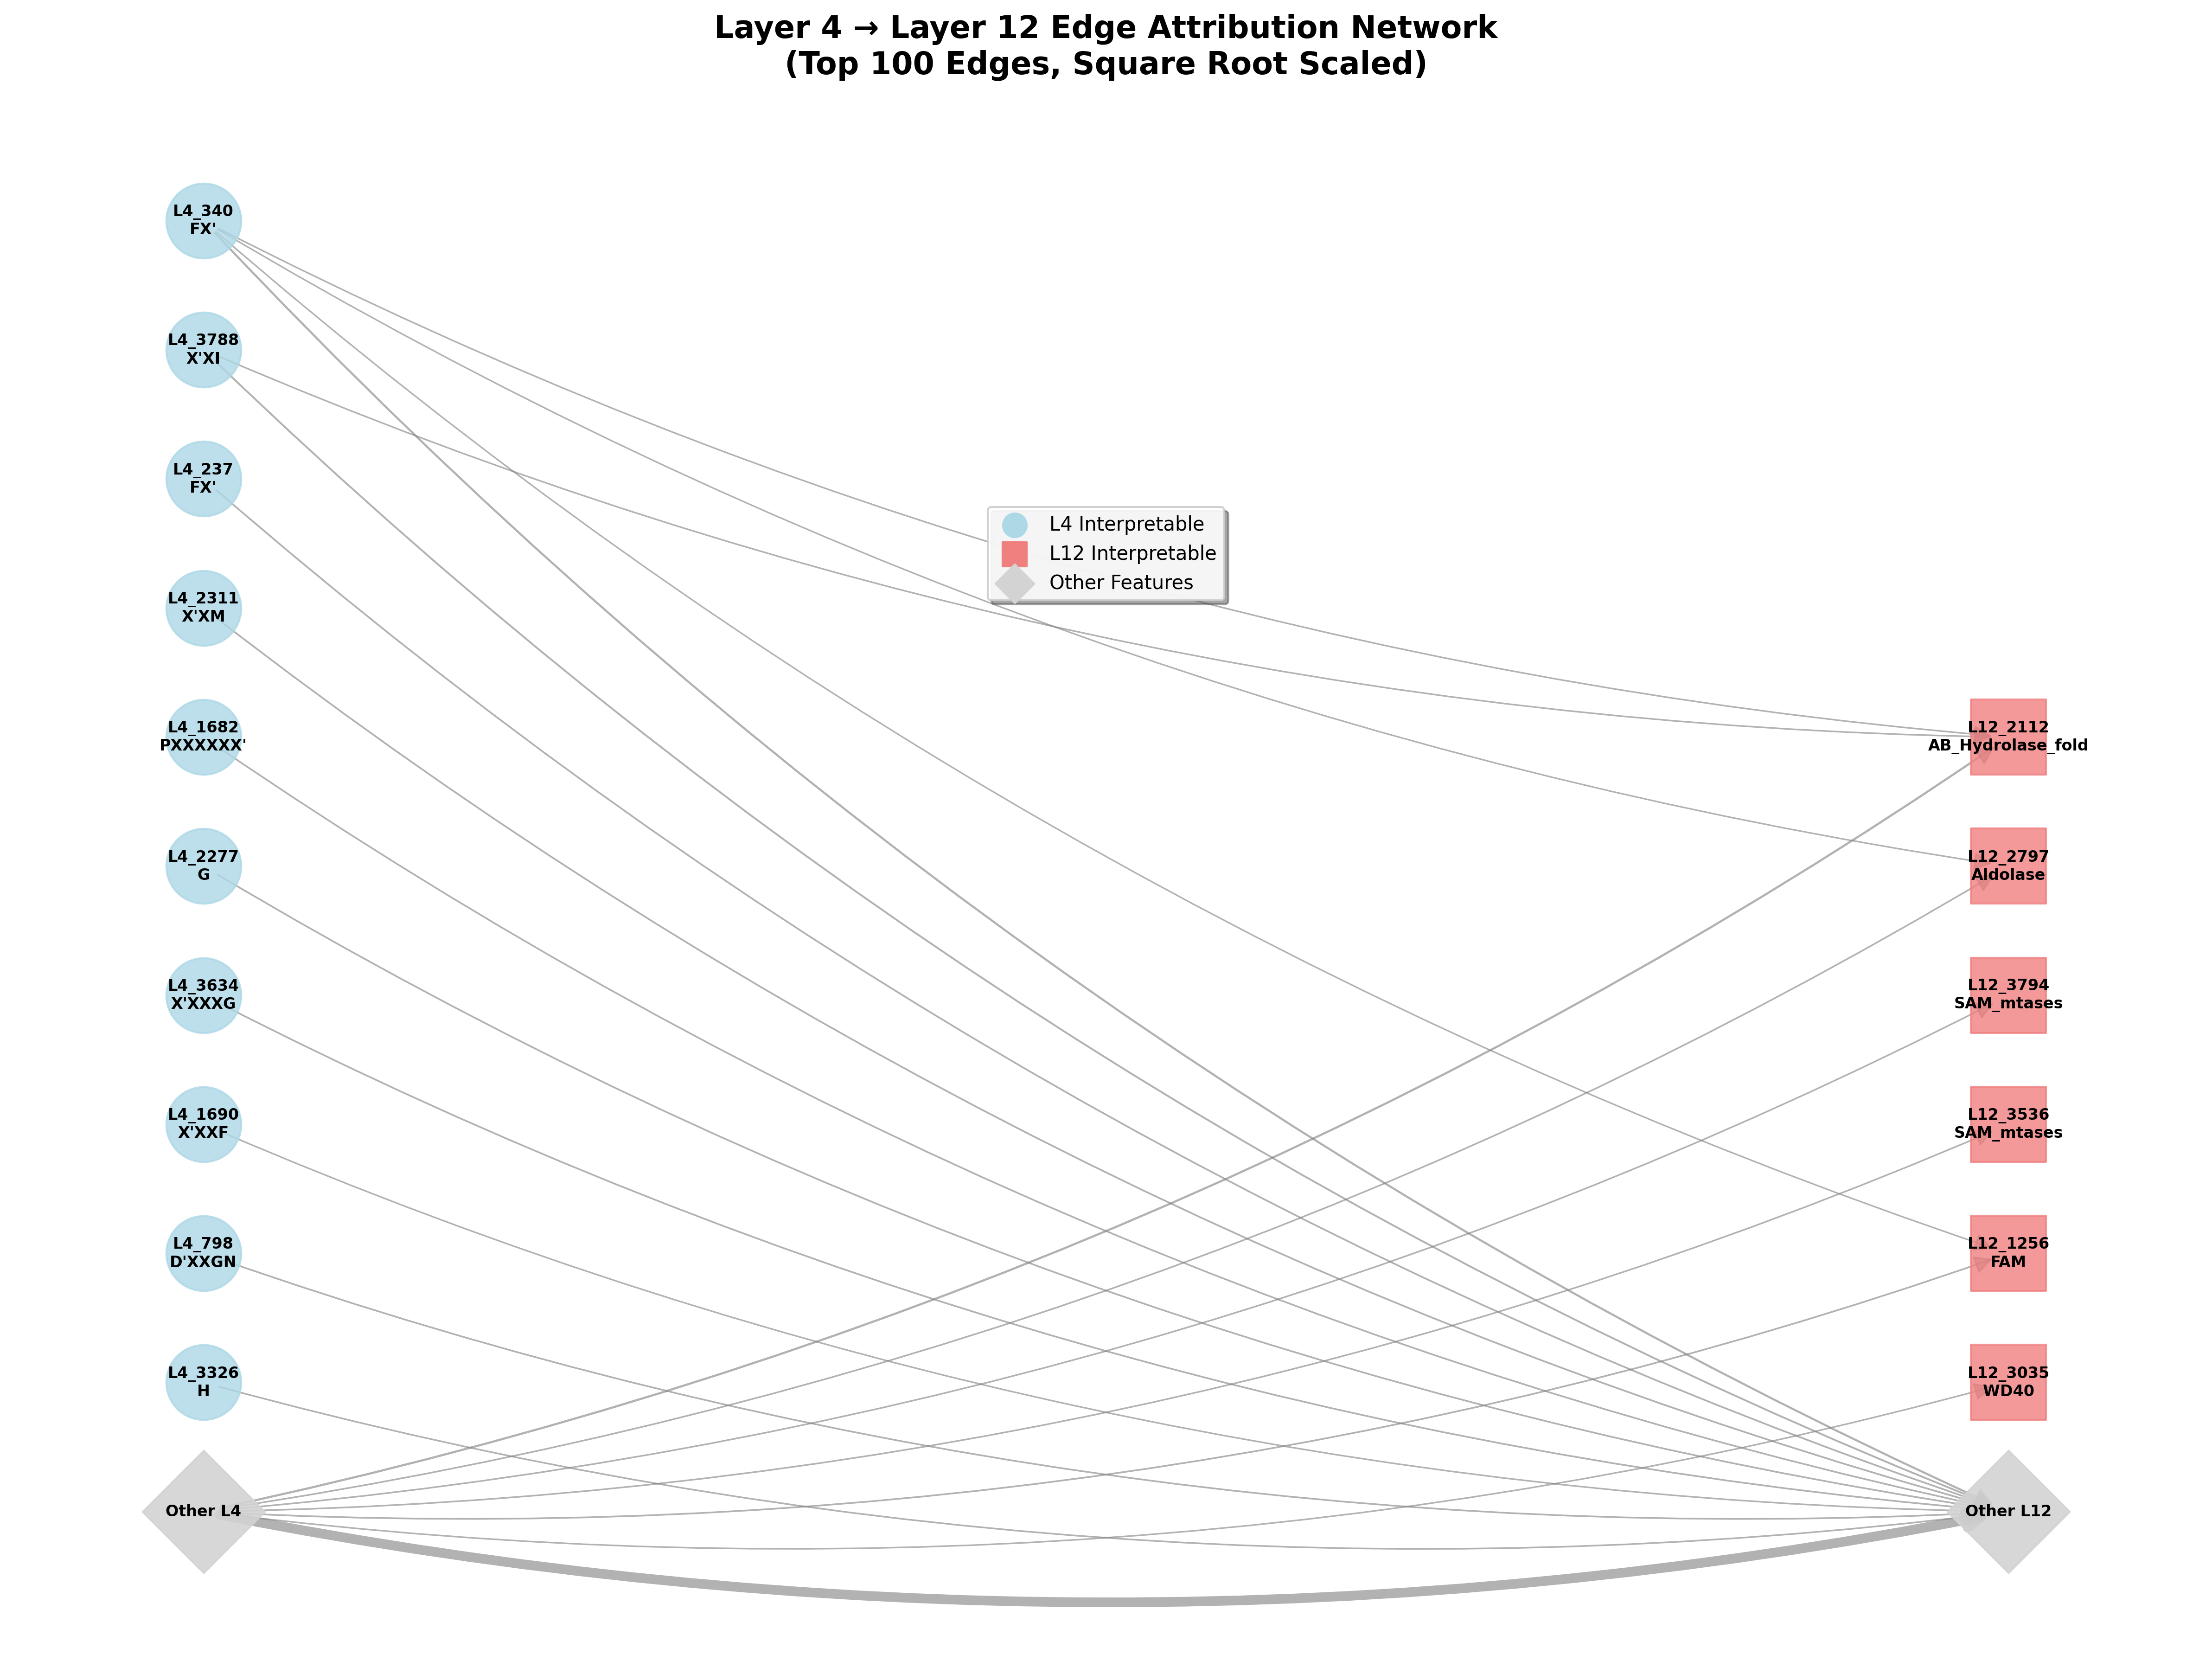 Layer 4 → Layer 12 Edge Attribution Network
(Top 100 Edges, Square Root Scaled)
L4_340
FX'
L4_3788
X'XI
L4_237
FX'
L4_2311
X'XM
L4_1682
PXXXXXX'
L4_2277
G
L4_3634
X'XXXG
L4_1690
X'XXF
L4_798
D'XXGN
L4_3326
H
Other L4
L4 Interpretable
L12 Interpretable
Other Features
L12_2112
AB_Hydrolase_fold
L12_2797
Aldolase
L12_3794
SAM_mtases
L12_3536
SAM_mtases
L12_1256
FAM
L12_3035
WD40
Other L12